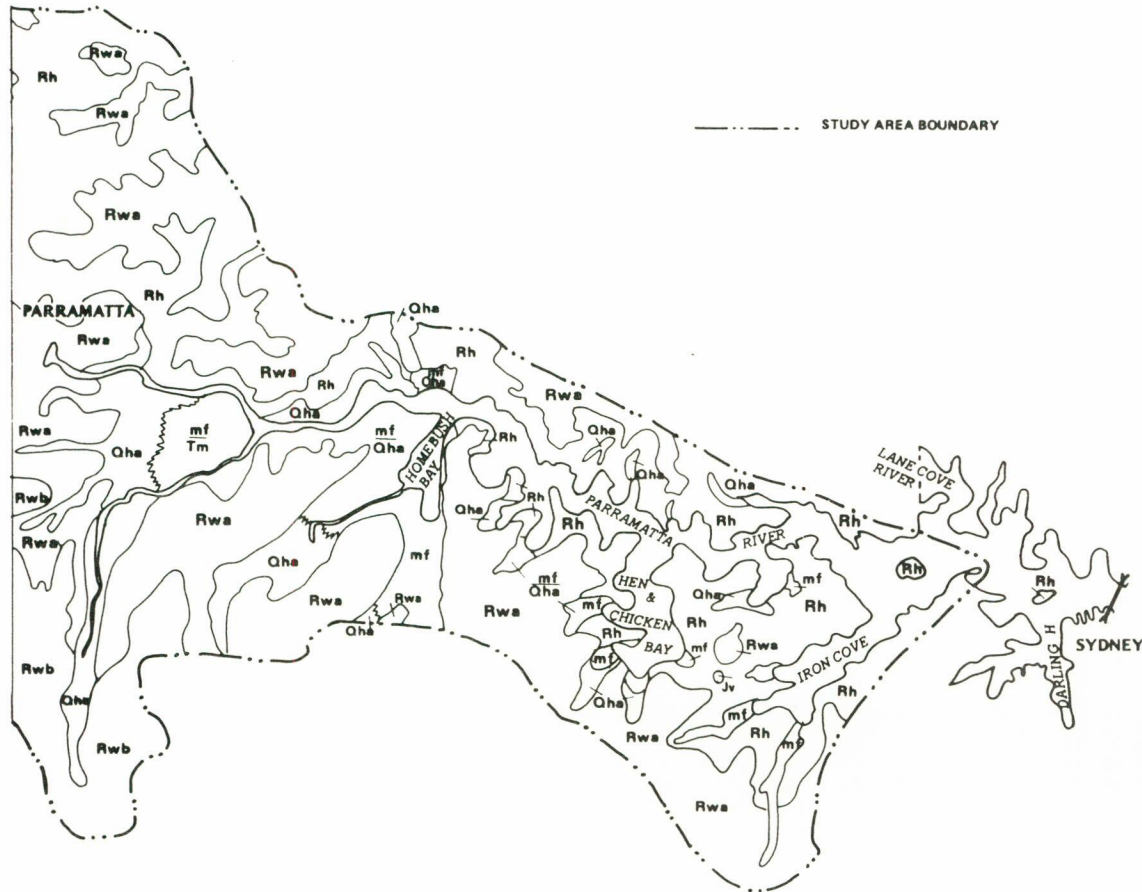 Rwa
Rh
Rwa
STUDY AREA BOUNDARY
Rwa
Rh
PARRAMATTA
Rwa
Qha
Rh
Rwa
Rh
mf
Qha
Rwa
Qha
Rwa
Qha
mf
Tm
mf
Qha
HOMEBUSH
BAY
Rh
Qha
Qha
LANE COVE
RIVER
Rwb
Rwa
Rwa
Qha
Rh
Rh
PARRAMATTA
RIVER
Rh
Qha
Rh
Qha
Rwa
mf
Rwa
Qha
Rwa
mf
Qha
mf
HEN
&
CHICKEN
BAY
Rh
mf
Qha
mf
Rh
Rh
Rwa
mf
Jv
IRON COVE
Rh
Rh
SYDNEY
DARLING H
Rwb
Qha
Rwb
Qha
Rwa
mf
Rh
mf
Rh
Rwa